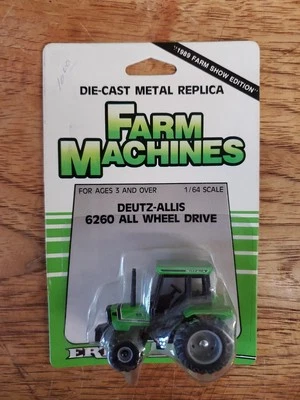 "1989 FARM SHOW EDITION"
DIE-CAST METAL REPLICA
FARM
MACHINES
FOR AGES 3 AND OVER 1/64 SCALE
DEUTZ-ALLIS
6260 ALL WHEEL DRIVE